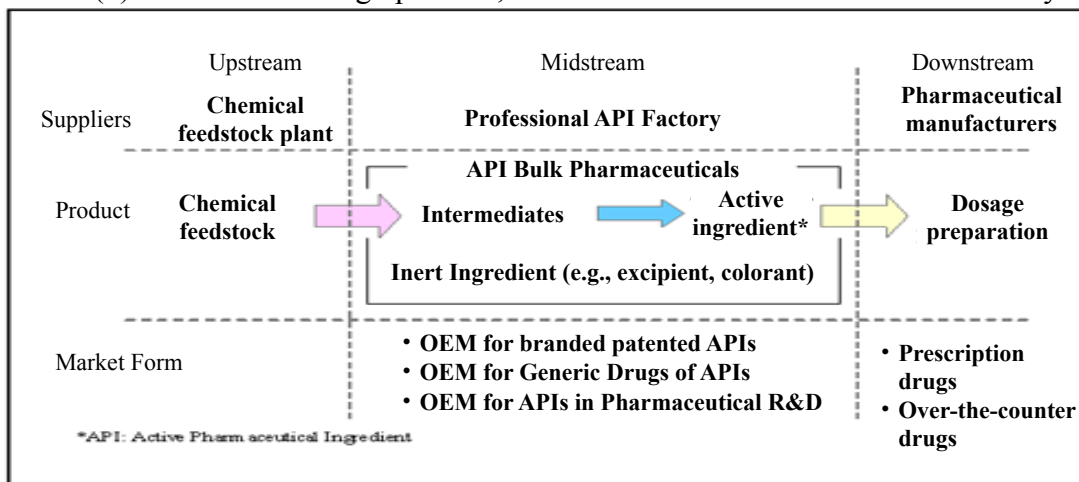 Upstream
Midstream
Downstream
Suppliers
Chemical
feedstock plant
Professional API Factory
Pharmaceutical
manufacturers
API Bulk Pharmaceuticals
Product
Chemical
feedstock
Intermediates
Active
ingredient*
Dosage
preparation
Inert Ingredient (e.g., excipient, colorant)
Market Form
• OEM for branded patented APIs
• OEM for Generic Drugs of APIs
• OEM for APIs in Pharmaceutical R&D
• Prescription
drugs
• Over-the-counter
drugs
*API: Active Pharm aceutical Ingredient